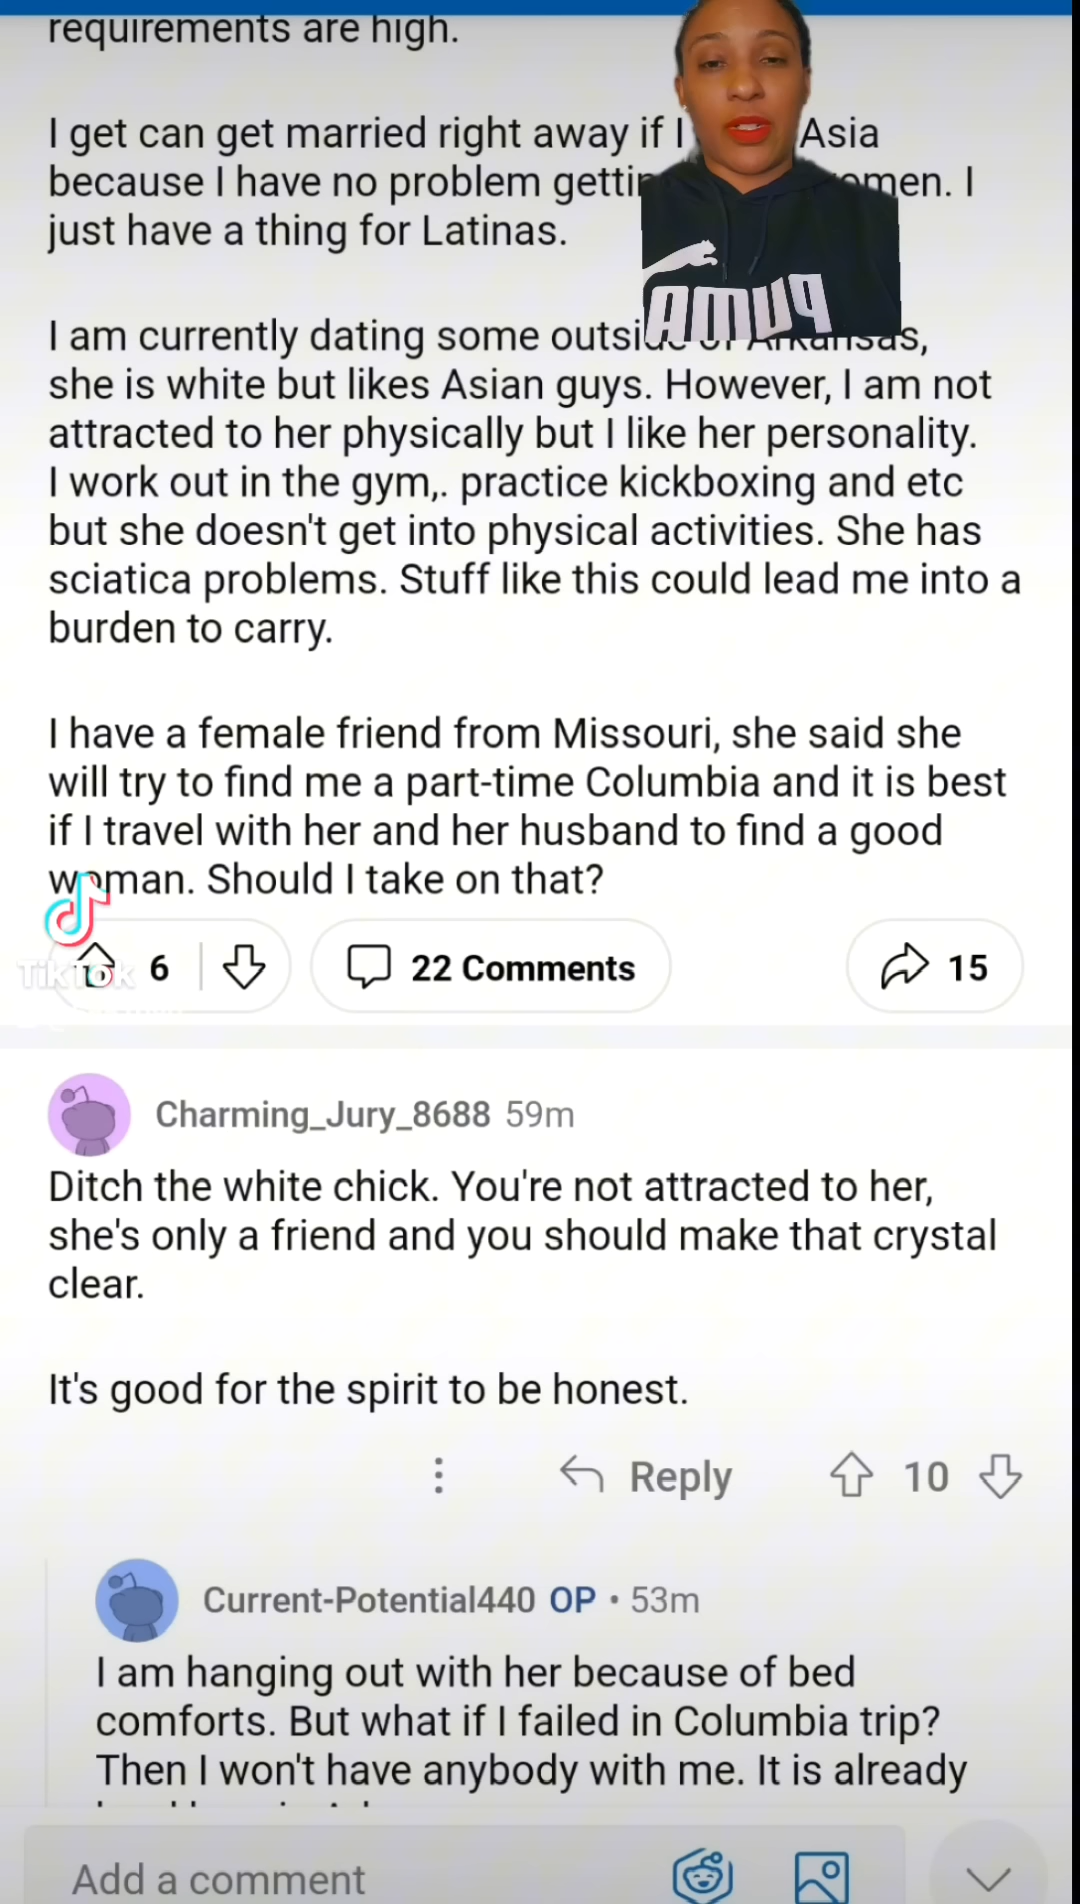 requirements are high.
I get can get married right away if I Asia
because I have no problem women. I
just have a thing for Latinas.
PUMA
I am currently dating some outside of Arkansas,
she is white but likes Asian guys. However, I am not
attracted to her physically but I like her personality.
I work out in the gym,. practice kickboxing and etc
but she doesn't get into physical activities. She has
sciatica problems. Stuff like this could lead me into a
burden to carry.
I have a female friend from Missouri, she said she
will try to find me a part-time Columbia and it is best
if I travel with her and her husband to find a good
woman. Should I take on that?
TikTok
6
22 Comments
15
Charming_Jury_8688 59m
Ditch the white chick. You're not attracted to her,
she's only a friend and you should make that crystal
clear.
It's good for the spirit to be honest.
Reply
10
Current-Potential440 OP • 53m
I am hanging out with her because of bed
comforts. But what if I failed in Columbia trip?
Then I won't have anybody with me. It is already
Add a comment